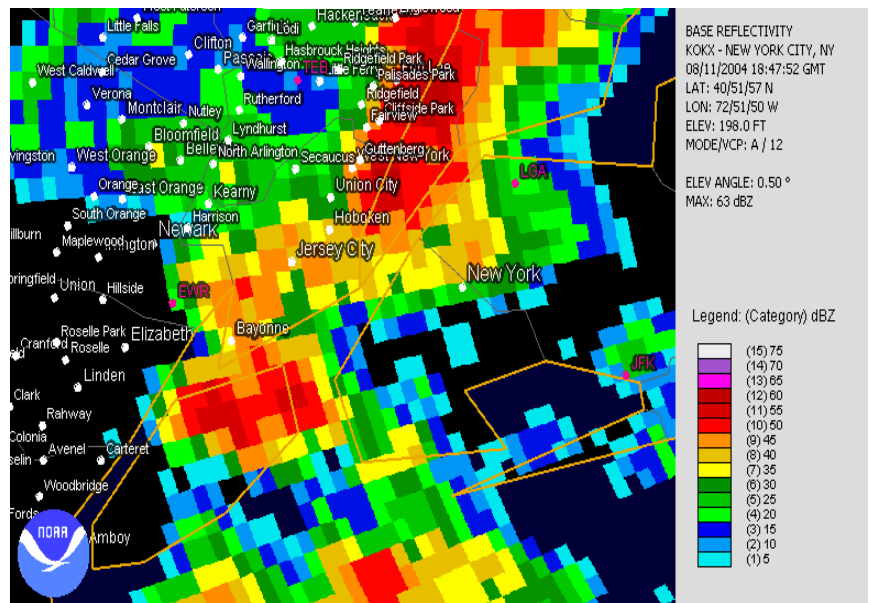 Little Falls
Garfield
Lodi
Hackensack
Clifton
Hasbrouck Heights
Cedar Grove
Wallington
Ridgefield Park
TEB
West Caldwell
Palisades Park
Verona
Rutherford
Ridgefield
Montclair
Nutley
Cliffside Park
Fairview
Lyndhurst
Bloomfield
Guttenberg
West Orange
Belle
North Arlington
Secaucus
West New York
LGA
Orange
East Orange
Kearny
Union City
South Orange
Harrison
Hoboken
Newark
Maplewood
Jersey City
New York
Union
Hillside
EWR
Bayonne
Roselle Park
Elizabeth
Cranford
Roselle
JFK
Linden
Clark
Rahway
Colonia
Avenel
Carteret
Woodbridge
Fords
NOAA
Amboy
BASE REFLECTIVITY
KOKX - NEW YORK CITY, NY
08/11/2004 18:47:52 GMT
LAT: 40/51/57 N
LON: 72/51/50 W
ELEV: 198.0 FT
MODE/VCP: A / 12
ELEV ANGLE: 0.50 °
MAX: 63 dBZ
Legend: (Category) dBZ
(15) 75
(14) 70
(13) 65
(12) 60
(11) 55
(10) 50
(9) 45
(8) 40
(7) 35
(6) 30
(5) 25
(4) 20
(3) 15
(2) 10
(1) 5